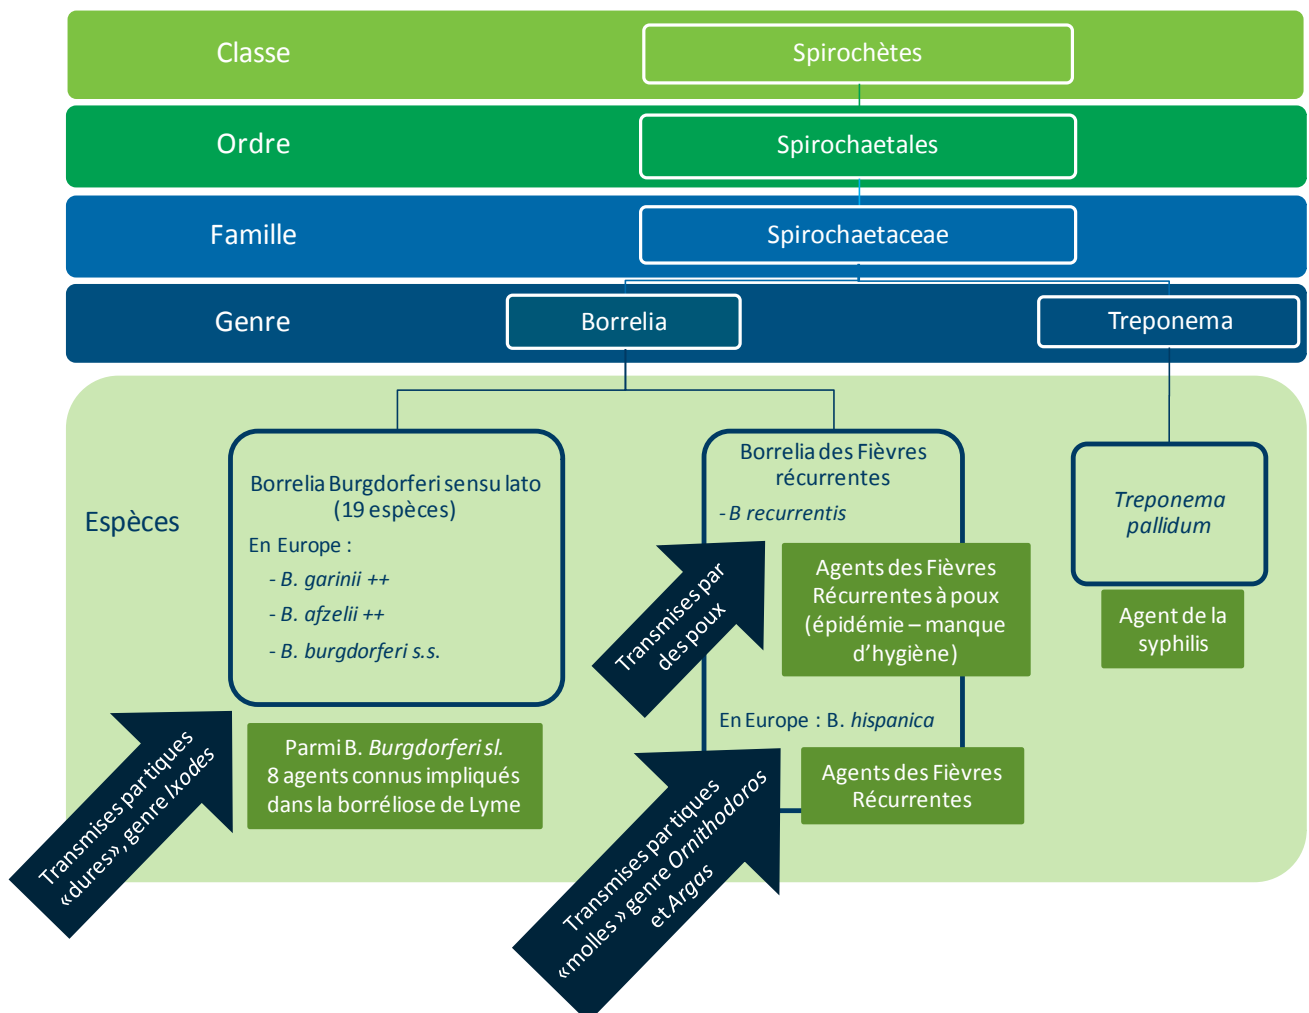 Classe
Spirochètes
Ordre
Spirochaetales
Famille
Spirochaetaceae
Genre
Borrelia
Treponema
Espèces
Borrelia Burgdorferi sensu lato
(19 espèces)
En Europe :
- B. garinii ++
- B. afzelii ++
- B. burgdorferi s.s.
Transmises par tiques
«dures», genre Ixodes
Parmi B. Burgdorferi sl.
8 agents connus impliqués
dans la borréliose de Lyme
Borrelia des Fièvres
récurrentes
- B recurrentis
Transmises par
des poux
Agents des Fièvres
Récurrentes à poux
(épidémie – manque
d'hygiène)
En Europe : B. hispanica
Transmises par tiques
«molles » genre Ornithodoros
et Argas
Agents des Fièvres
Récurrentes
Treponema
pallidum
Agent de la
syphilis